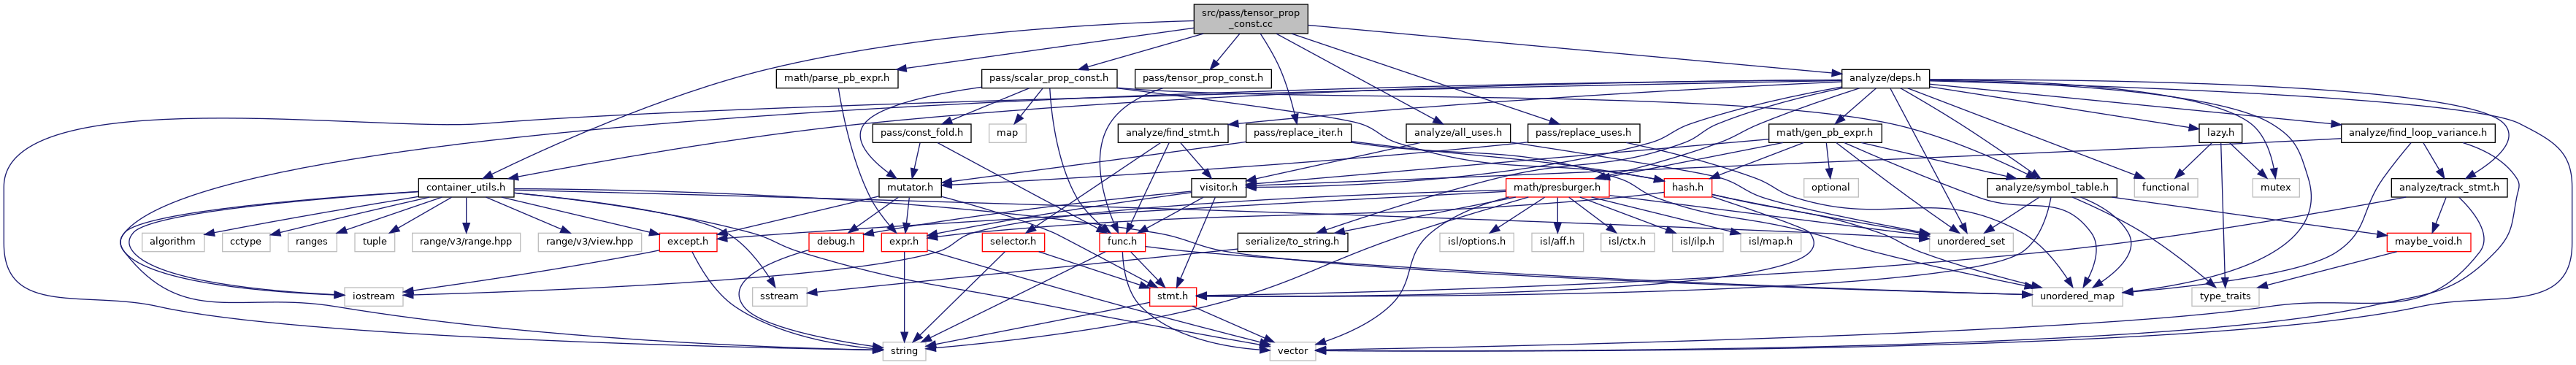 src/pass/tensor_prop
_const.cc
math/parse_pb_expr.h
pass/scalar_prop_const.h
pass/tensor_prop_const.h
analyze/deps.h
pass/const_fold.h
map
analyze/find_stmt.h
pass/replace_iter.h
analyze/all_uses.h
pass/replace_uses.h
math/gen_pb_expr.h
lazy.h
analyze/find_loop_variance.h
container_utils.h
mutator.h
visitor.h
math/presburger.h
hash.h
optional
analyze/symbol_table.h
functional
mutex
analyze/track_stmt.h
algorithm
cctype
ranges
tuple
range/v3/range.hpp
range/v3/view.hpp
except.h
debug.h
expr.h
selector.h
func.h
serialize/to_string.h
isl/options.h
isl/aff.h
isl/ctx.h
isl/ilp.h
isl/map.h
unordered_set
maybe_void.h
iostream
sstream
stmt.h
unordered_map
type_traits
string
vector